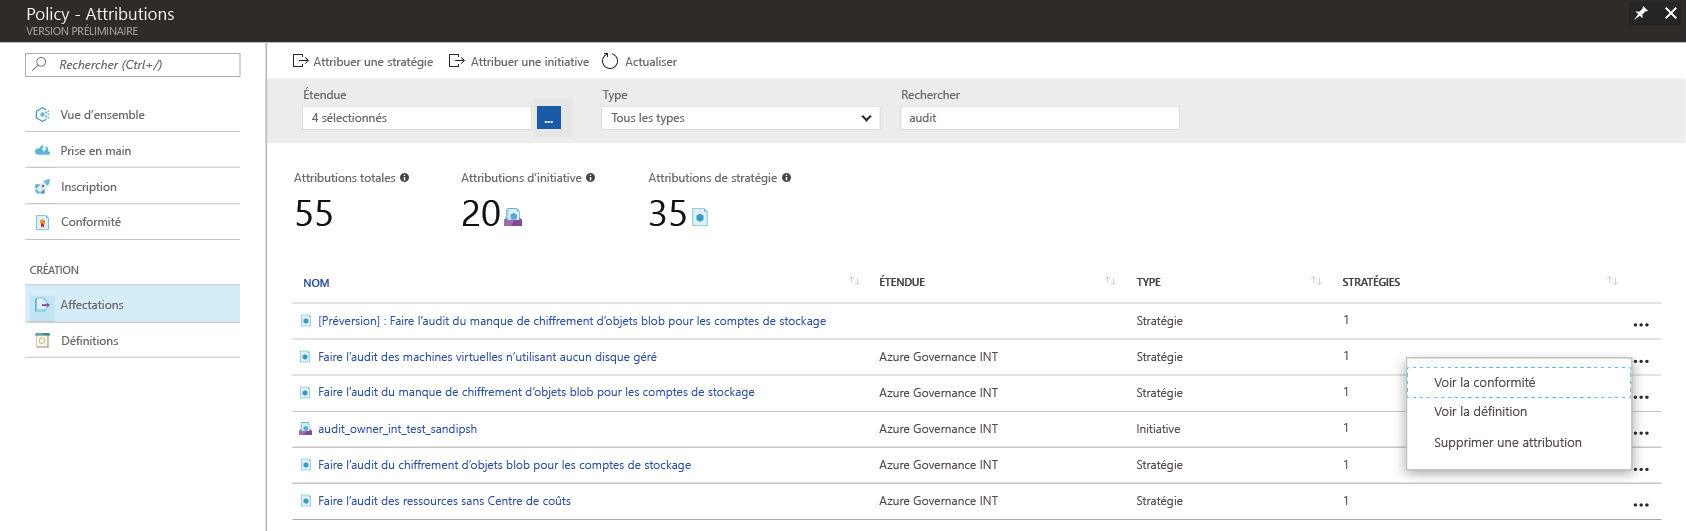 Policy - Attributions
VERSION PRÉLIMINAIRE
Rechercher (Ctrl+/)
Vue d'ensemble
Prise en main
Inscription
Conformité
CRÉATION
Affectations
Définitions
Attribuer une stratégie Attribuer une initiative Actualiser
Étendue Type Rechercher
4 sélectionnés ... Tous les types audit
Attributions totales Attributions d'initiative Attributions de stratégie
55 20 35
NOM ÉTENDUE TYPE STRATÉGIES
[Préversion] : Faire l'audit du manque de chiffrement d'objets blob pour les comptes de stockage Stratégie 1
Faire l'audit des machines virtuelles n'utilisant aucun disque géré Azure Governance INT Stratégie 1
Faire l'audit du manque de chiffrement d'objets blob pour les comptes de stockage Azure Governance INT Stratégie 1
audit_owner_int_test_sandipsh Azure Governance INT Initiative 1
Faire l'audit du chiffrement d'objets blob pour les comptes de stockage Azure Governance INT Stratégie 1
Faire l'audit des ressources sans Centre de coûts Azure Governance INT Stratégie 1
Voir la conformité
Voir la définition
Supprimer une attribution